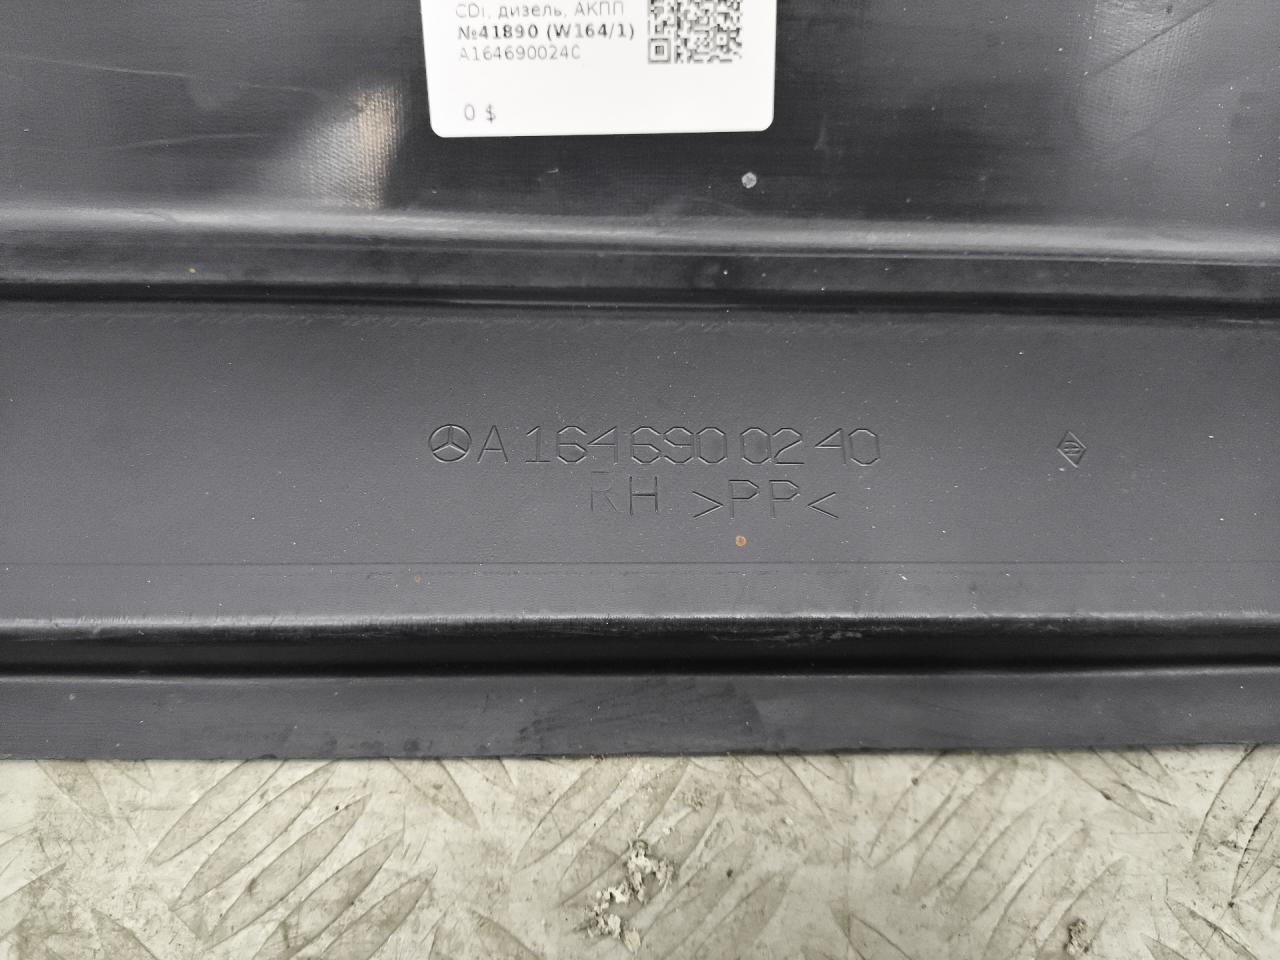 CDi, дизель, АКПП
№41890 (W164/1)
A164690024C
0 $
A 164 690 02 40
RH >PP<